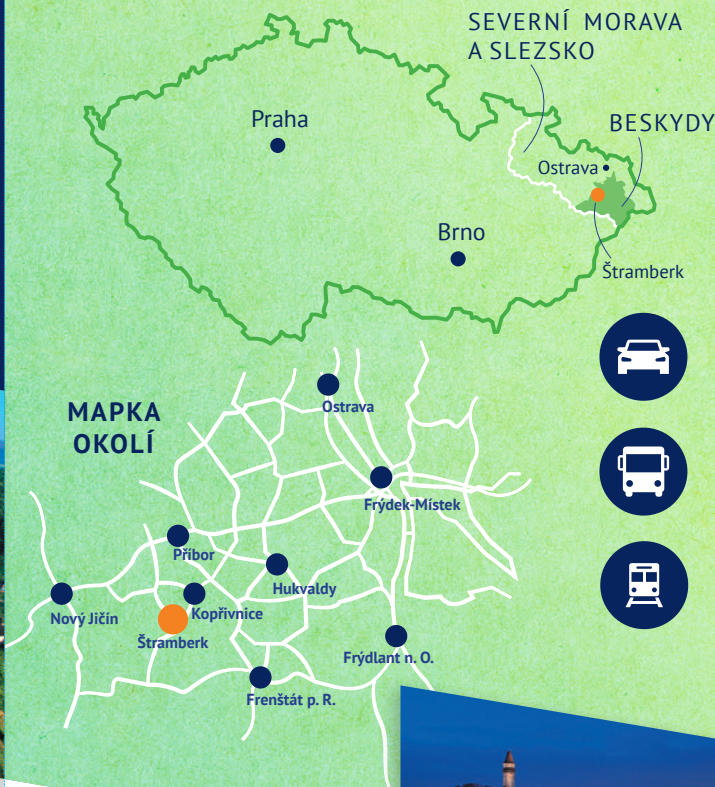 SEVERNÍ MORAVA
A SLEZSKO
Praha
BESKYDY
Ostrava
Brno
Štramberk
MAPKA
OKOLÍ
Ostrava
Frýdek-Místek
Příbor
Hukvaldy
Nový Jičín
Kopřivnice
Štramberk
Frýdlant n. O.
Frenštát p. R.